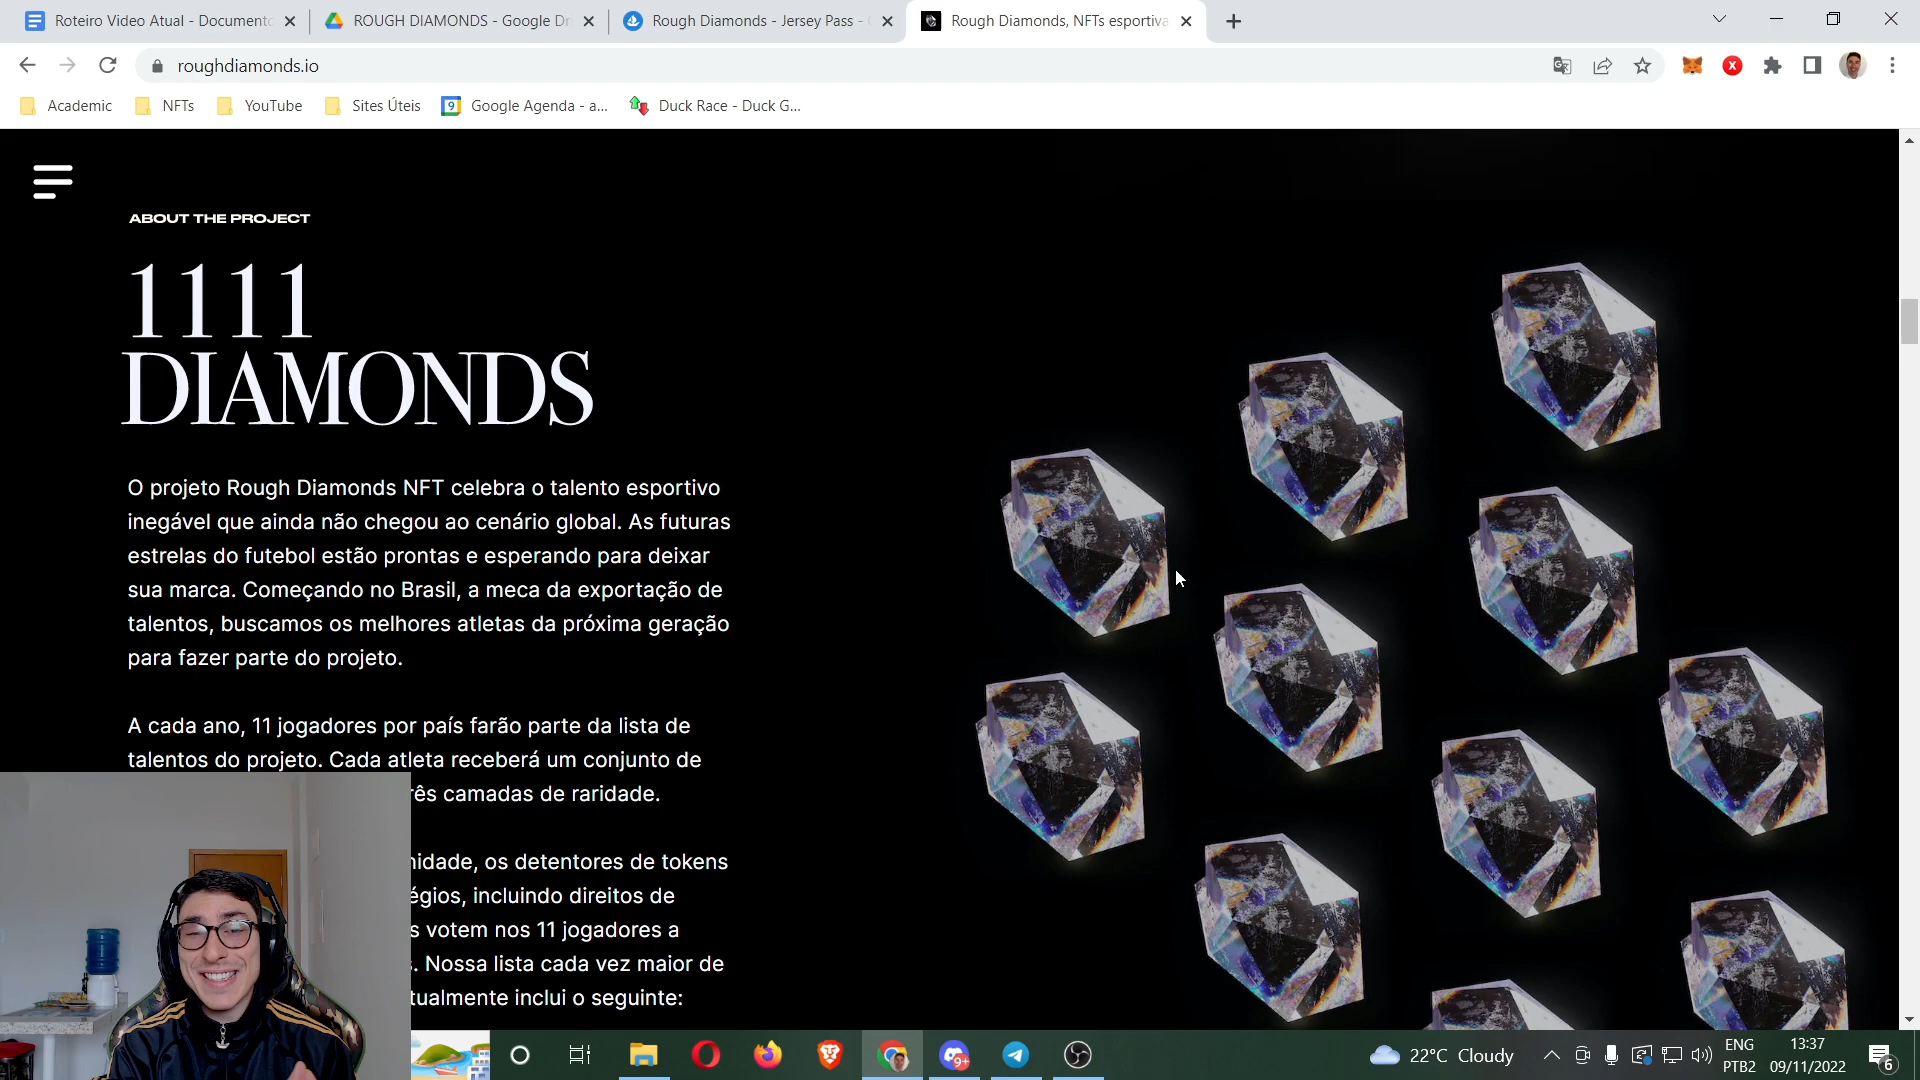 Roteiro Video Atual - Documento
ROUGH DIAMONDS - Google Dr
Rough Diamonds - Jersey Pass -
Rough Diamonds, NFTs esportiva
roughdiamonds.io
Academic
NFTs
YouTube
Sites Úteis
9
Google Agenda - a...
Duck Race - Duck G...
ABOUT THE PROJECT
1111
DIAMONDS
O projeto Rough Diamonds NFT celebra o talento esportivo
inegável que ainda não chegou ao cenário global. As futuras
estrelas do futebol estão prontas e esperando para deixar
sua marca. Começando no Brasil, a meca da exportação de
talentos, buscamos os melhores atletas da próxima geração
para fazer parte do projeto.
A cada ano, 11 jogadores por país farão parte da lista de
talentos do projeto. Cada atleta receberá um conjunto de
rês camadas de raridade.
nidade, os detentores de tokens
égios, incluindo direitos de
s votem nos 11 jogadores a
. Nossa lista cada vez maior de
tualmente inclui o seguinte:
9+
22°C Cloudy
ENG
PTB2
13:37
09/11/2022
6